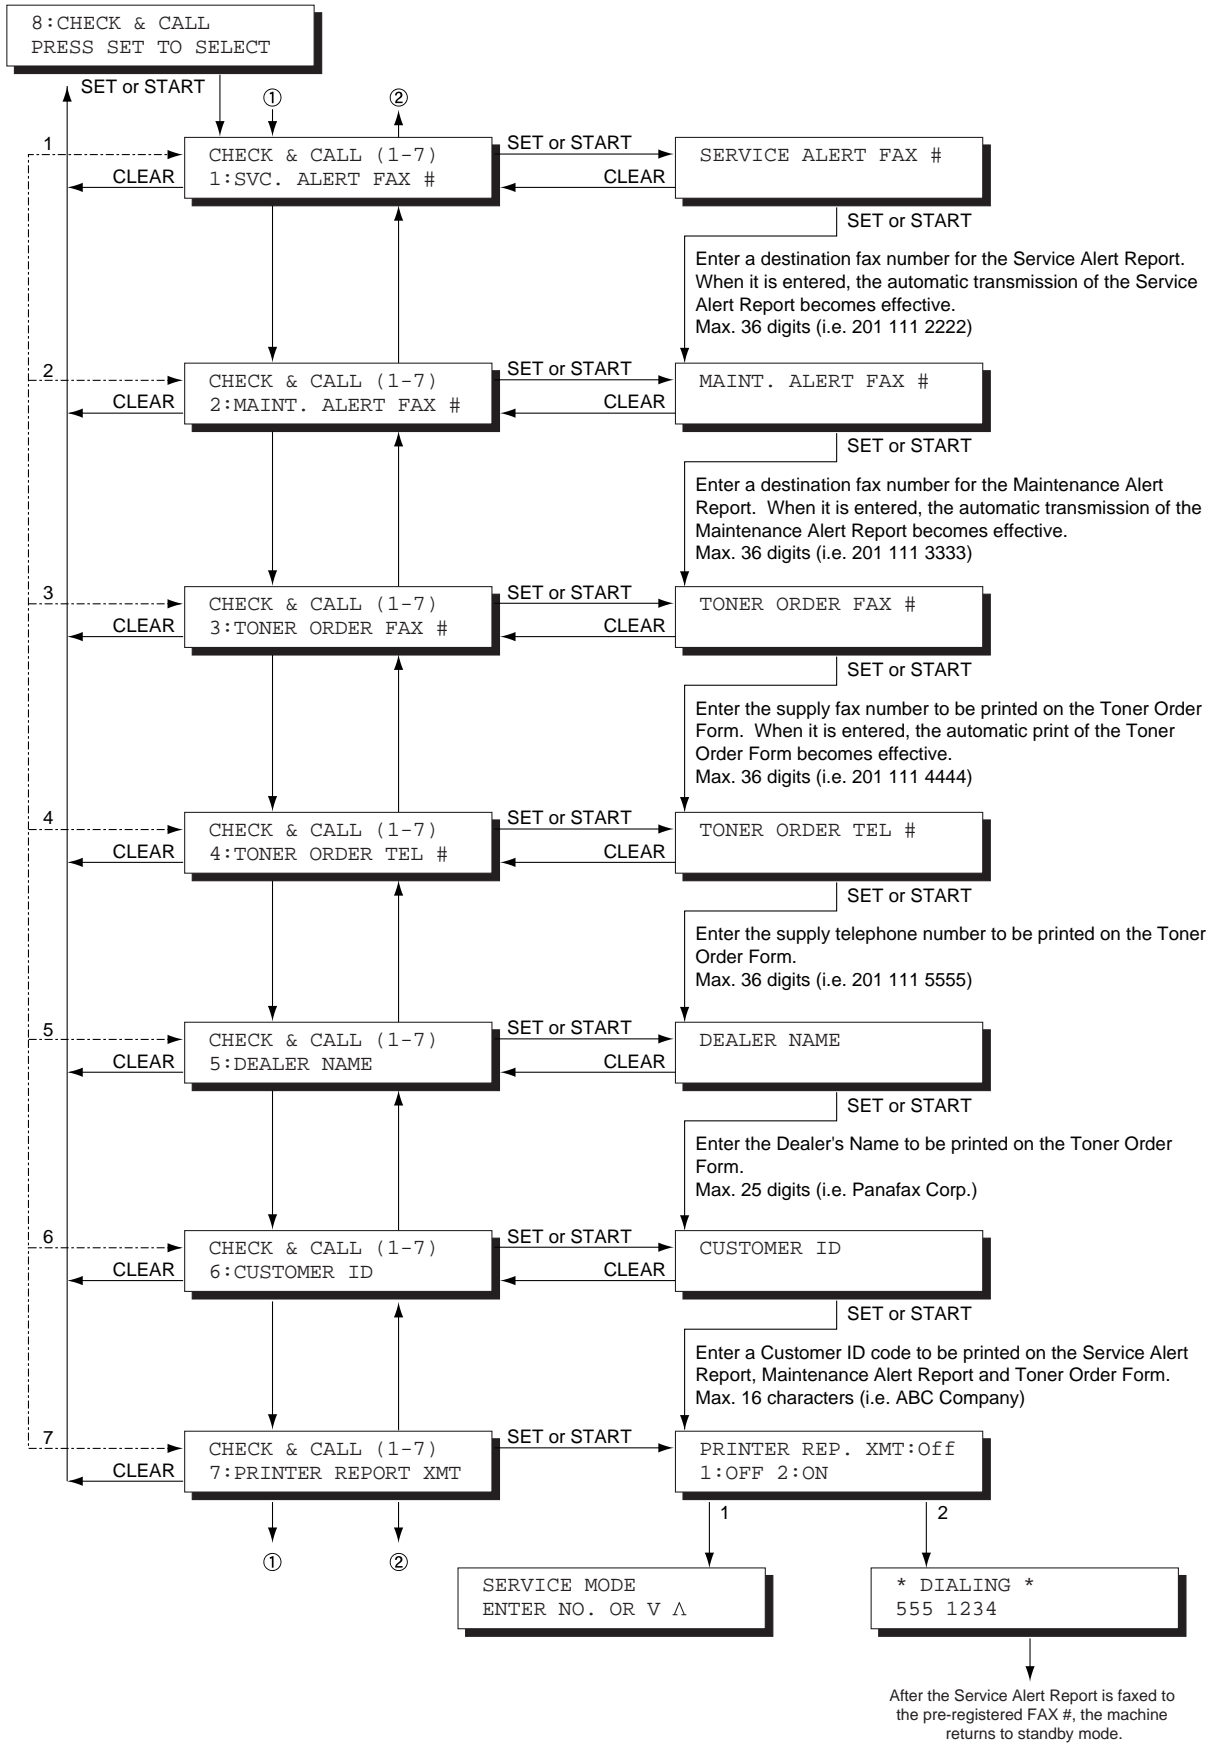 8:CHECK & CALL
PRESS SET TO SELECT
SET or START
①
②
1
CHECK & CALL (1-7)
1:SVC. ALERT FAX #
CLEAR
SET or START
CLEAR
SERVICE ALERT FAX #
SET or START
Enter a destination fax number for the Service Alert Report.
When it is entered, the automatic transmission of the Service
Alert Report becomes effective.
Max. 36 digits (i.e. 201 111 2222)
2
CHECK & CALL (1-7)
2:MAINT. ALERT FAX #
CLEAR
SET or START
CLEAR
MAINT. ALERT FAX #
SET or START
Enter a destination fax number for the Maintenance Alert
Report.  When it is entered, the automatic transmission of the
Maintenance Alert Report becomes effective.
Max. 36 digits (i.e. 201 111 3333)
3
CHECK & CALL (1-7)
3:TONER ORDER FAX #
CLEAR
SET or START
CLEAR
TONER ORDER FAX #
SET or START
Enter the supply fax number to be printed on the Toner Order
Form.  When it is entered, the automatic print of the Toner
Order Form becomes effective.
Max. 36 digits (i.e. 201 111 4444)
4
CHECK & CALL (1-7)
4:TONER ORDER TEL #
CLEAR
SET or START
CLEAR
TONER ORDER TEL #
SET or START
Enter the supply telephone number to be printed on the Toner
Order Form.
Max. 36 digits (i.e. 201 111 5555)
5
CHECK & CALL (1-7)
5:DEALER NAME
CLEAR
SET or START
CLEAR
DEALER NAME
SET or START
Enter the Dealer's Name to be printed on the Toner Order
Form.
Max. 25 digits (i.e. Panafax Corp.)
6
CHECK & CALL (1-7)
6:CUSTOMER ID
CLEAR
SET or START
CLEAR
CUSTOMER ID
SET or START
Enter a Customer ID code to be printed on the Service Alert
Report, Maintenance Alert Report and Toner Order Form.
Max. 16 characters (i.e. ABC Company)
7
CHECK & CALL (1-7)
7:PRINTER REPORT XMT
CLEAR
SET or START
PRINTER REP. XMT:Off
1:OFF 2:ON
1
2
①
②
SERVICE MODE
ENTER NO. OR V Λ
* DIALING *
555 1234
After the Service Alert Report is faxed to
the pre-registered FAX #, the machine
returns to standby mode.